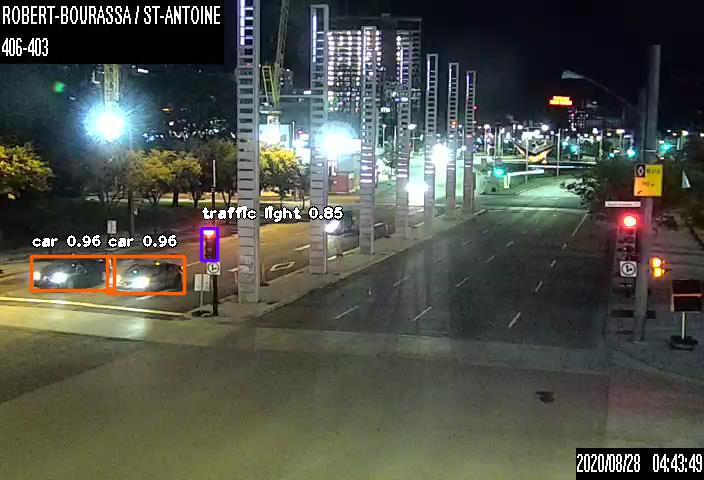 ROBERT-BOURASSA / ST-ANTOINE
406-403
traffic light 0.85
car 0.96 car 0.96
BUS
2020/08/28 04:43:49